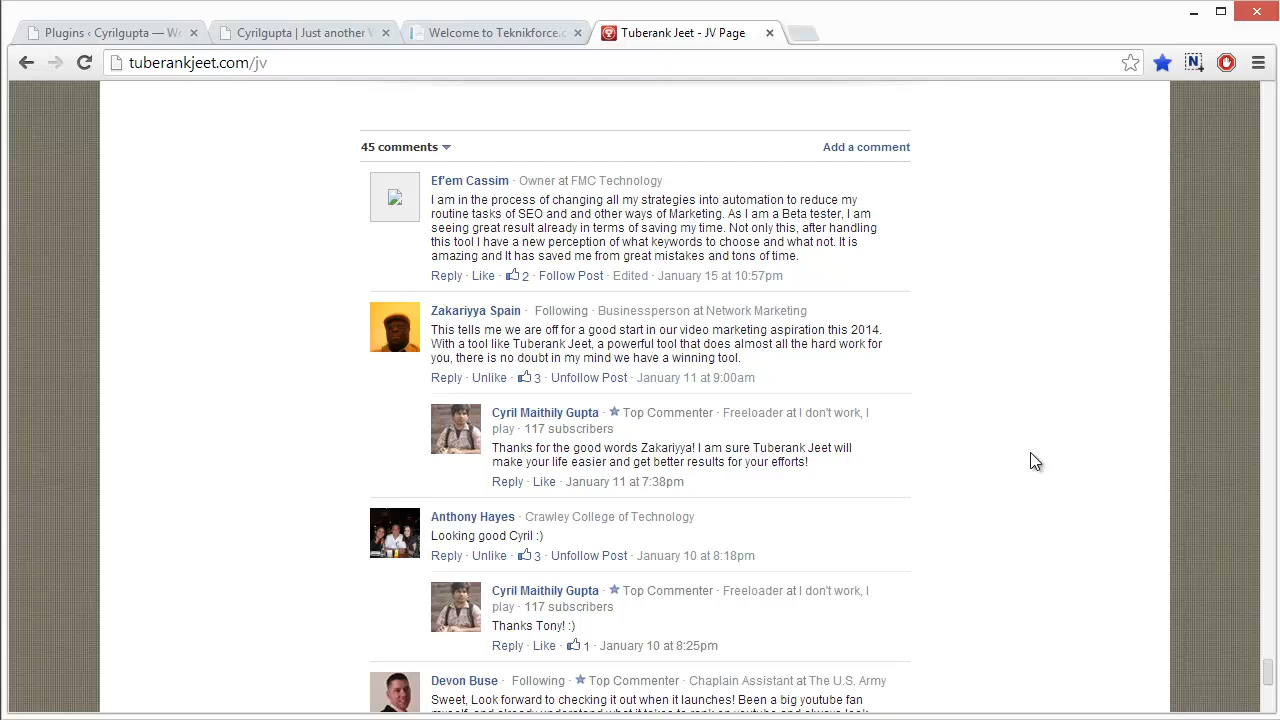 Plugins ‹ Cyrilgupta — Wo
Cyrilgupta | Just another W
Welcome to Teknikforce.c
Tuberank Jeet - JV Page
tuberankjeet.com/jv
45 comments
Add a comment
Ef'em Cassim · Owner at FMC Technology
I am in the process of changing all my strategies into automation to reduce my
routine tasks of SEO and and other ways of Marketing. As I am a Beta tester, I am
seeing great result already in terms of saving my time. Not only this, after handling
this tool I have a new perception of what keywords to choose and what not. It is
amazing and It has saved me from great mistakes and tons of time.
Reply · Like · 2 · Follow Post · Edited · January 15 at 10:57pm
Zakariyya Spain · Following · Businessperson at Network Marketing
This tells me we are off for a good start in our video marketing aspiration this 2014.
With a tool like Tuberank Jeet, a powerful tool that does almost all the hard work for
you, there is no doubt in my mind we have a winning tool.
Reply · Unlike · 3 · Unfollow Post · January 11 at 9:00am
Cyril Maithily Gupta · Top Commenter · Freeloader at I don't work, I
play · 117 subscribers
Thanks for the good words Zakariyya! I am sure Tuberank Jeet will
make your life easier and get better results for your efforts!
Reply · Like · January 11 at 7:38pm
Anthony Hayes · Crawley College of Technology
Looking good Cyril :)
Reply · Unlike · 3 · Unfollow Post · January 10 at 8:18pm
Cyril Maithily Gupta · Top Commenter · Freeloader at I don't work, I
play · 117 subscribers
Thanks Tony! :)
Reply · Like · 1 · January 10 at 8:25pm
Devon Buse · Following · Top Commenter · Chaplain Assistant at The U.S. Army
Sweet, Look forward to checking it out when it launches! Been a big youtube fan